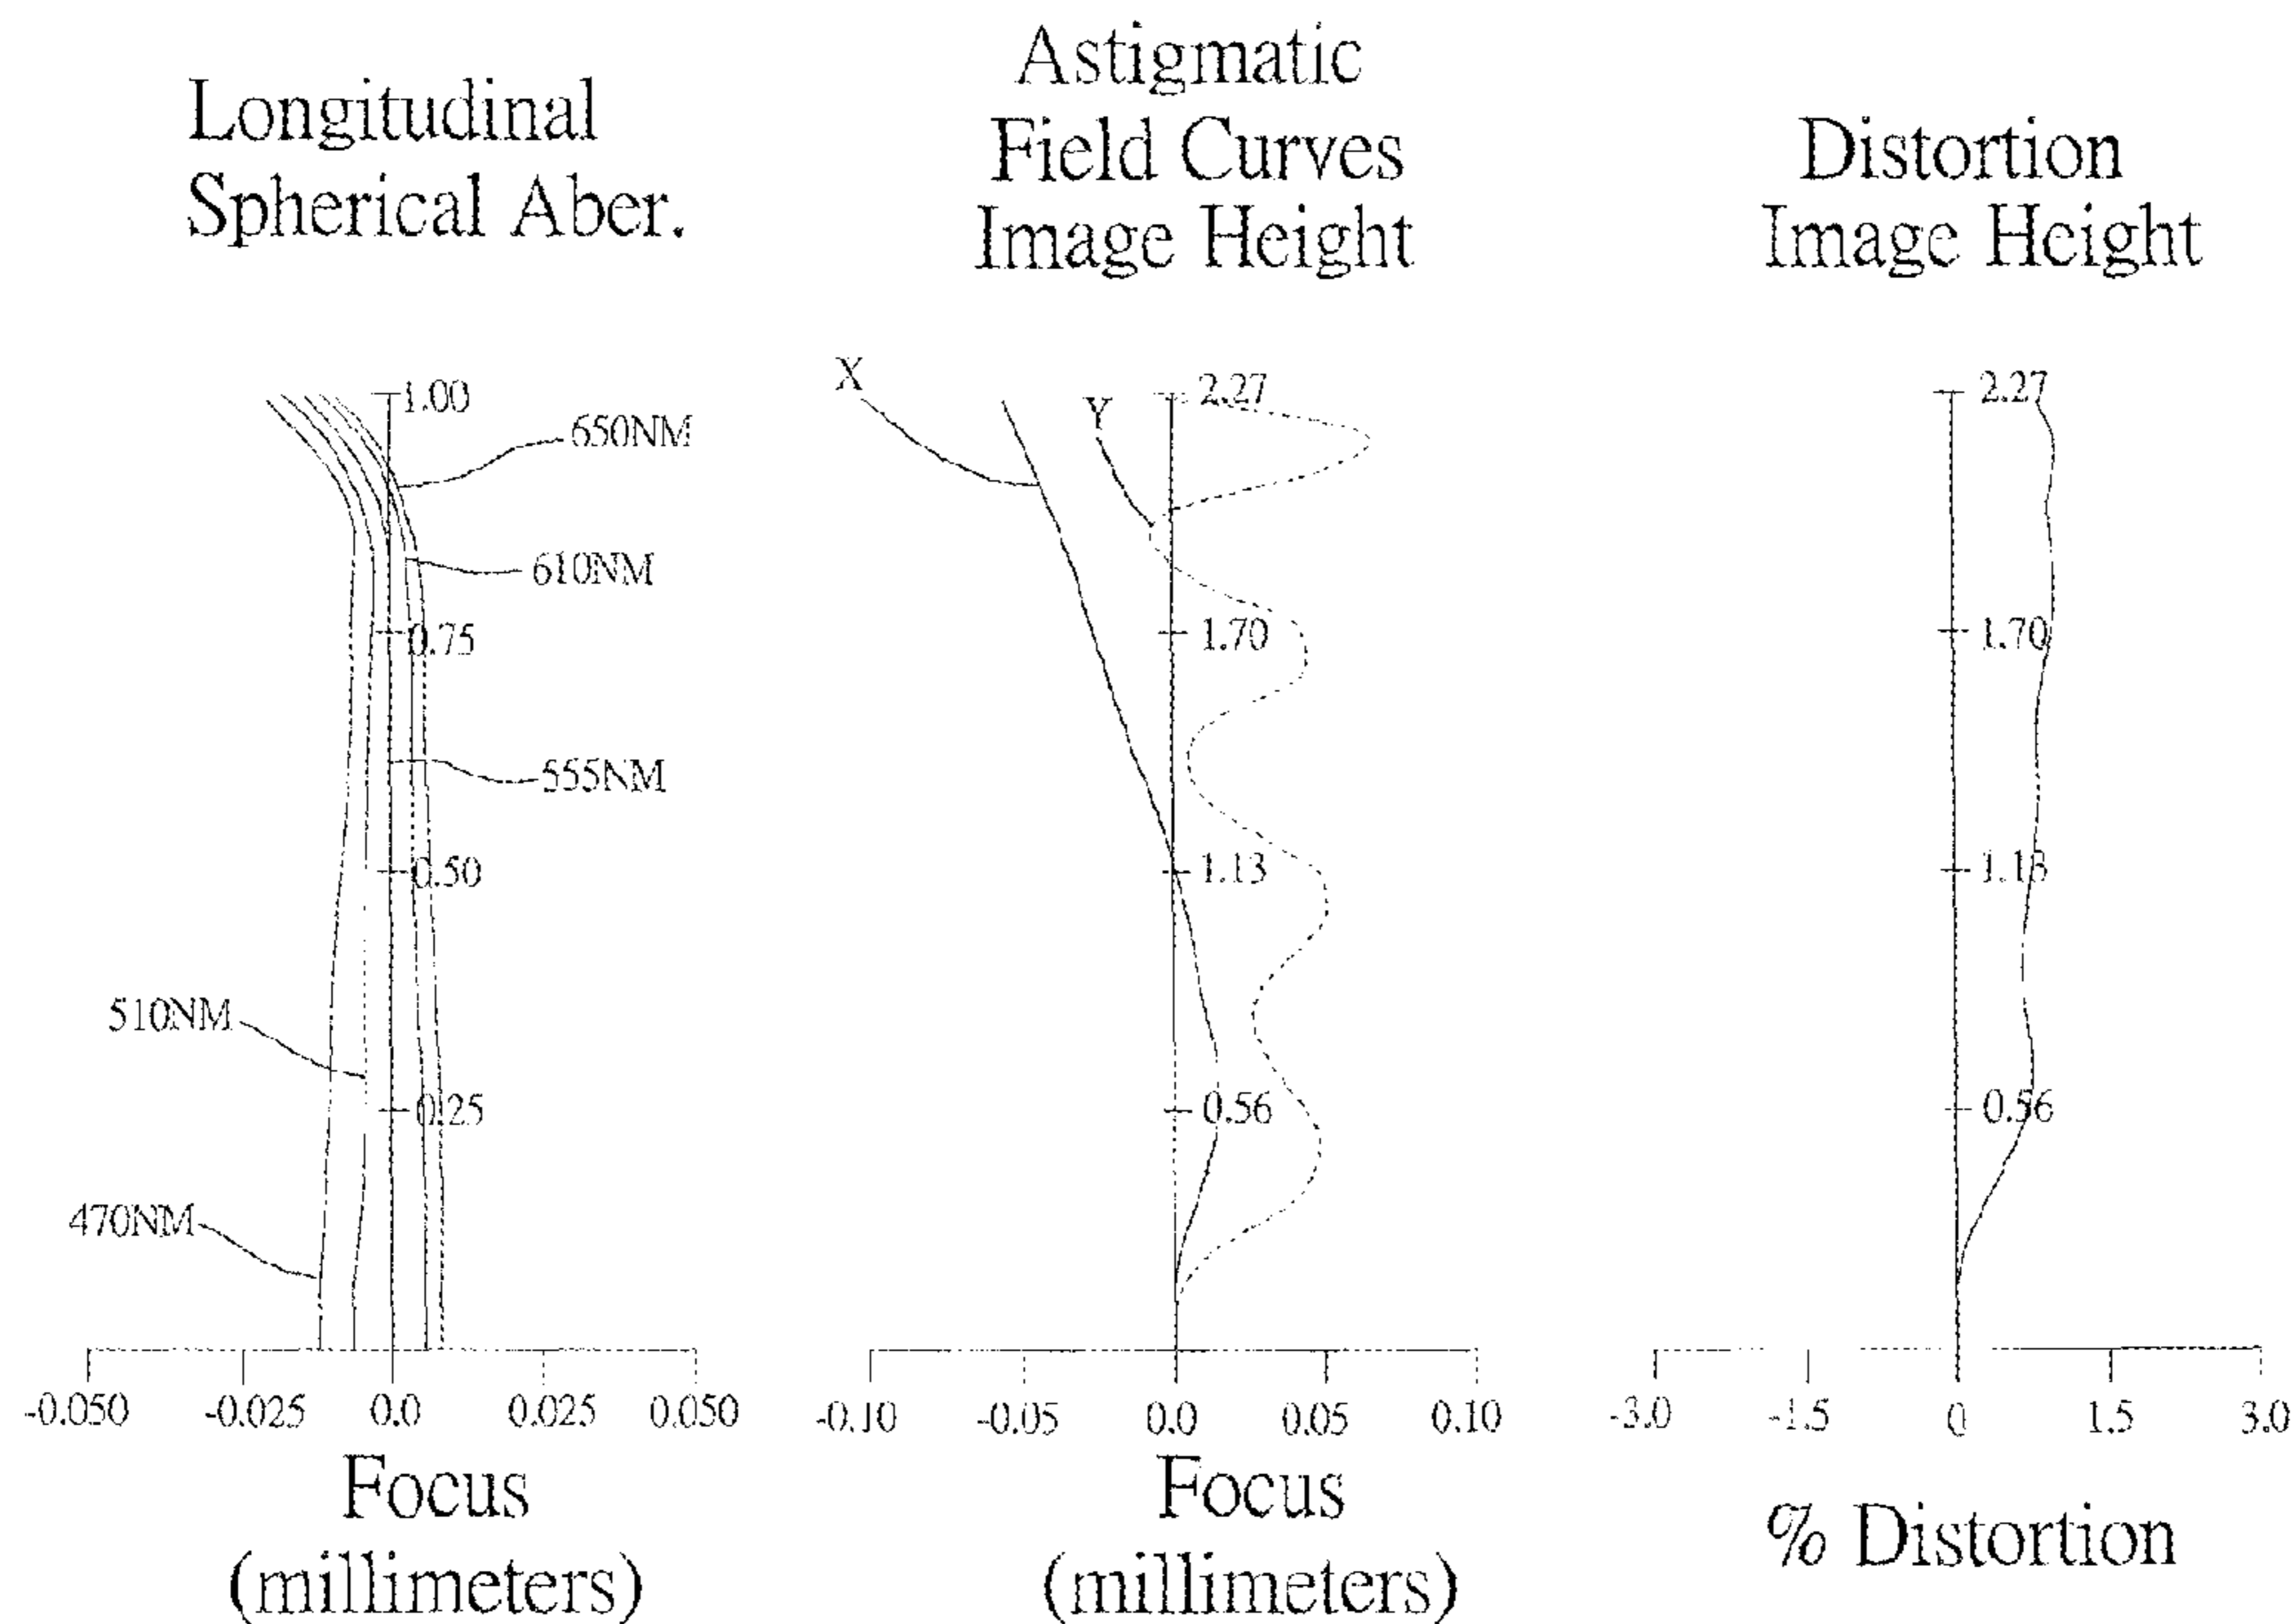 Longitudinal
Spherical Aber.
1.00
650NM
610NM
0.75
555NM
0.50
510NM
0.25
470NM
-0.050
-0.025
0.0
0.025
0.050
Focus
(millimeters)
Astigmatic
Field Curves
Image Height
X
Y
2.27
1.70
1.13
0.56
-0.10
-0.05
0.0
0.05
0.10
Focus
(millimeters)
Distortion
Image Height
2.27
1.70
1.13
0.56
-3.0
-1.5
0
1.5
3.0
% Distortion